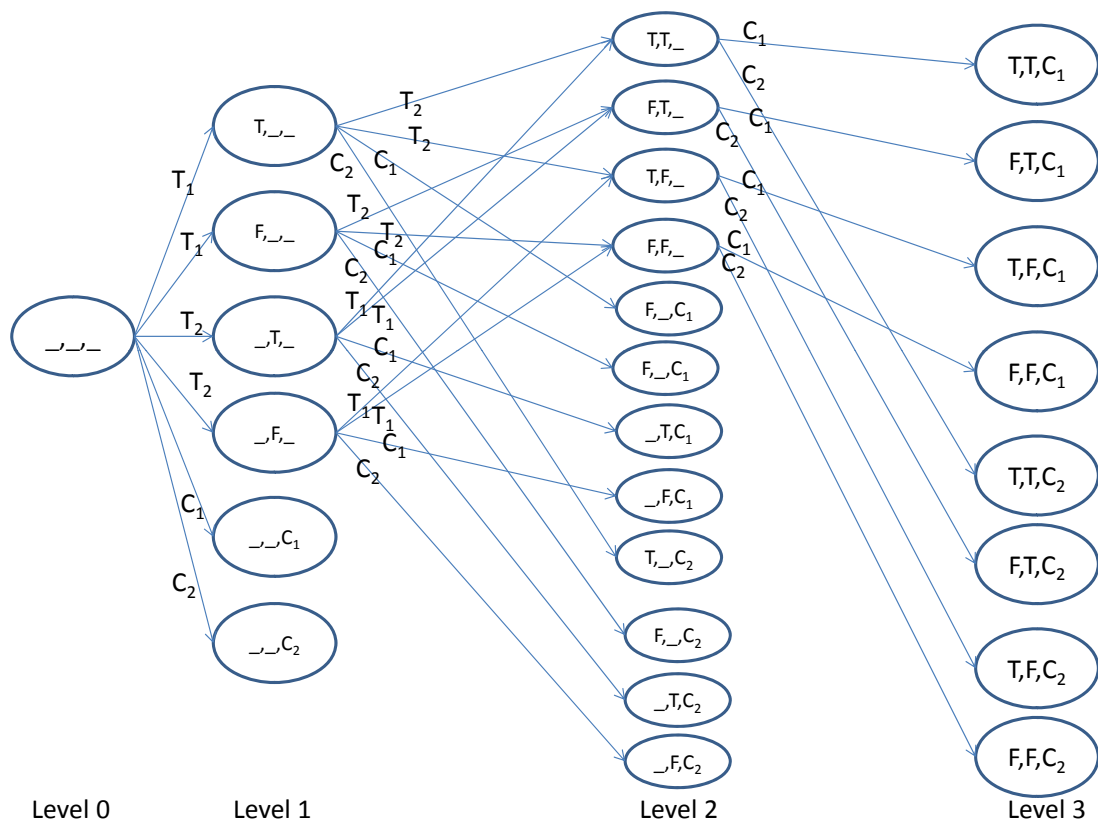 _,_,_
T₁
T₁
T₂
T₂
C₁
C₂
T,_,_
F,_,_
_,T,_
_,F,_
_,_,C₁
_,_,C₂
T₂
T₂
C₁
C₂
T₂
T₂
C₁
C₂
T₁
T₁
C₁
C₂
T₁
T₁
C₁
C₂
T,T,_
F,T,_
T,F,_
F,F,_
F,_,C₁
F,_,C₁
_,T,C₁
_,F,C₁
T,_,C₂
F,_,C₂
_,T,C₂
_,F,C₂
C₁
C₂
C₁
C₂
C₁
C₂
C₁
C₂
T,T,C₁
F,T,C₁
T,F,C₁
F,F,C₁
T,T,C₂
F,T,C₂
T,F,C₂
F,F,C₂
Level 0
Level 1
Level 2
Level 3